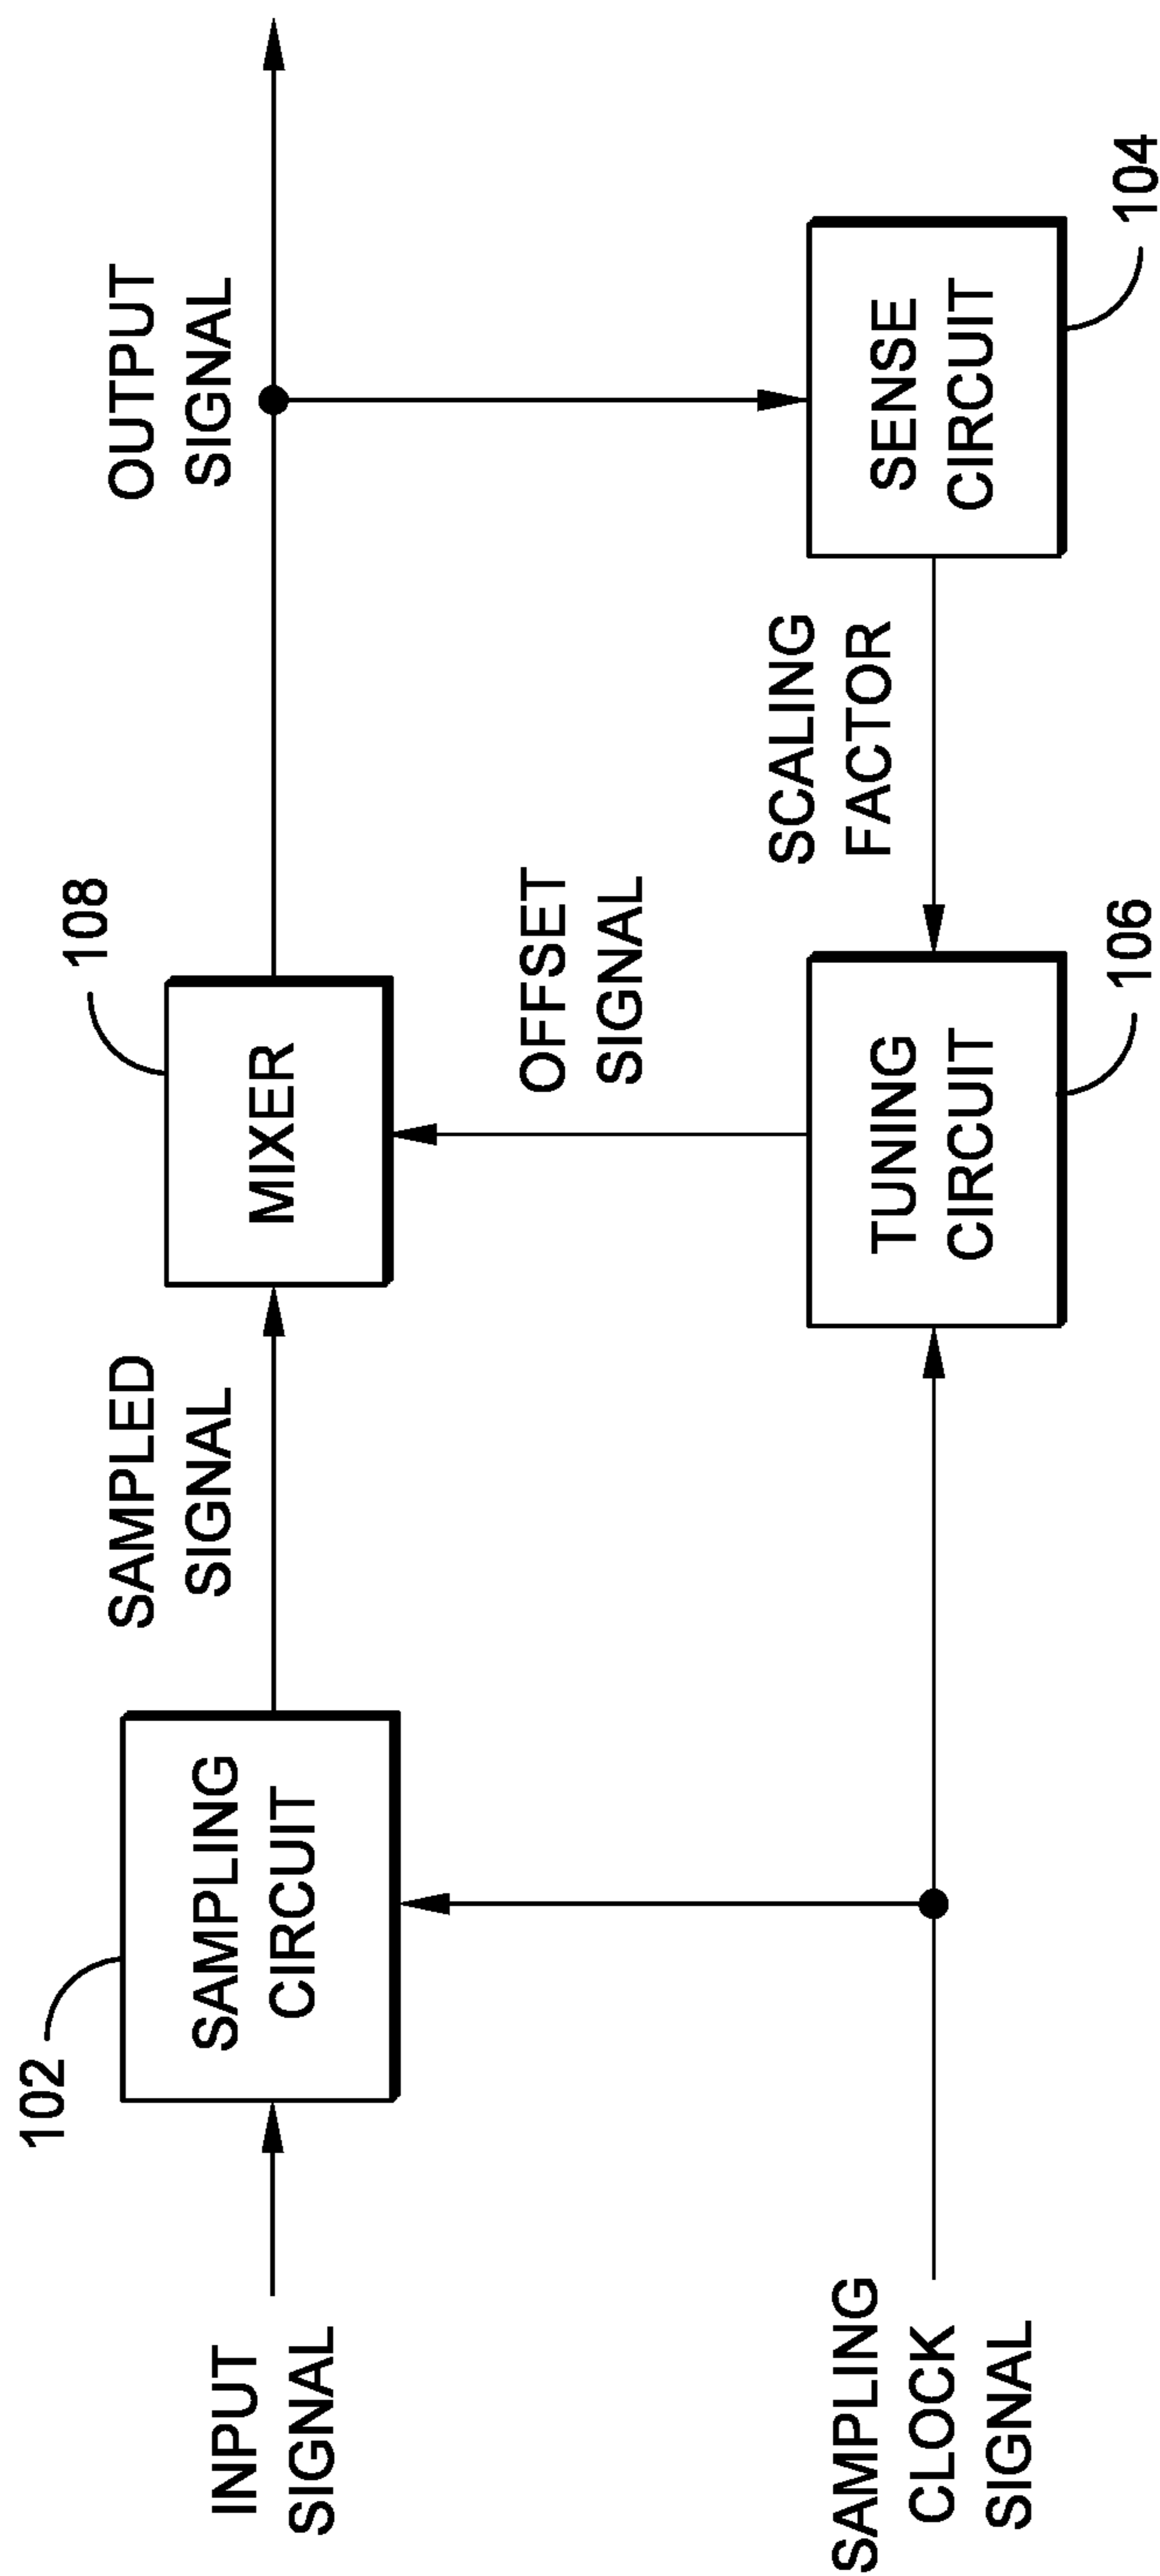 INPUT
SIGNAL
102
SAMPLING
CIRCUIT
SAMPLED
SIGNAL
108
MIXER
OUTPUT
SIGNAL
OFFSET
SIGNAL
SCALING
FACTOR
SAMPLING
CLOCK
SIGNAL
TUNING
CIRCUIT
106
SENSE
CIRCUIT
104